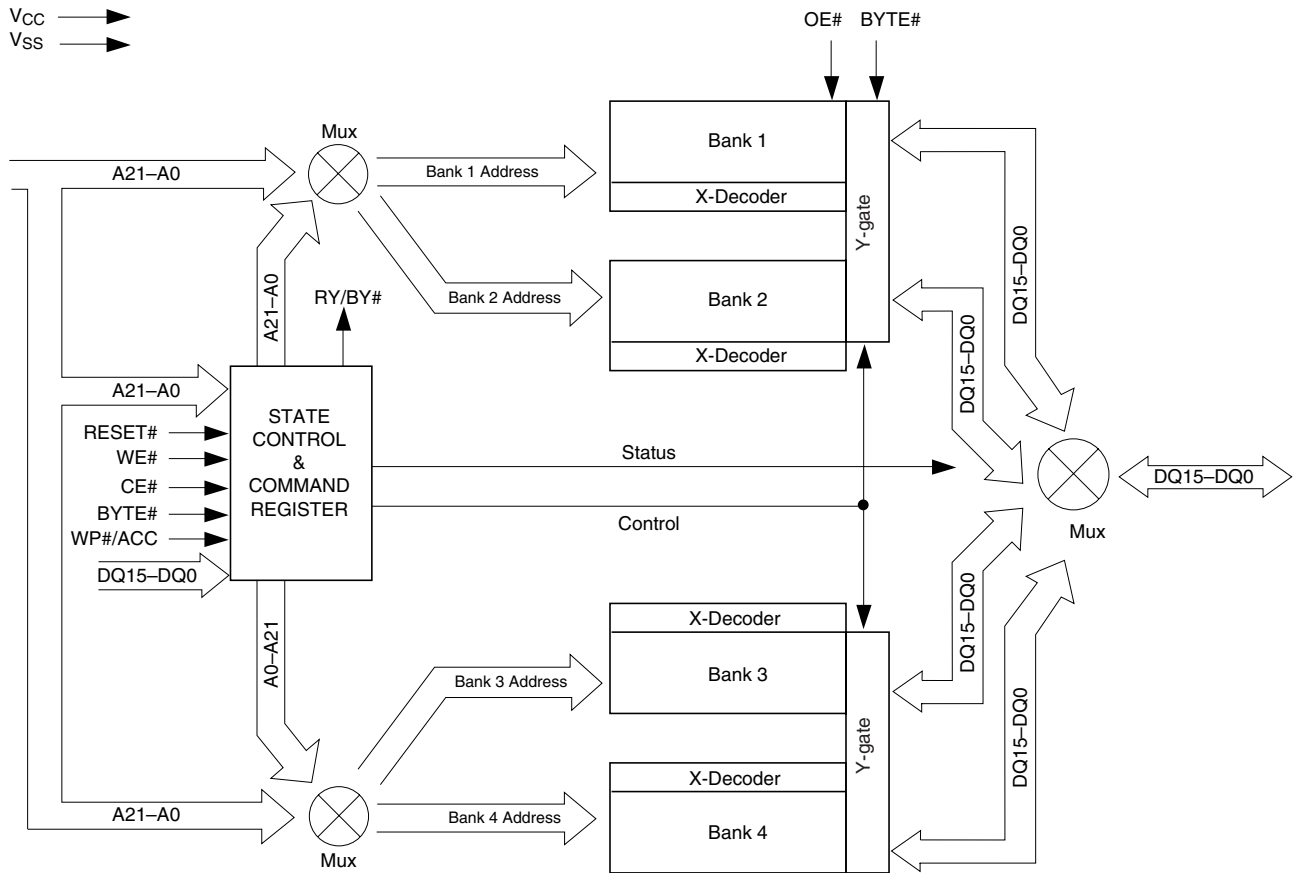 VCC
VSS
OE# BYTE#
Mux
A21–A0
Bank 1 Address
Bank 1
X-Decoder
Y-gate
DQ15–DQ0
A21–A0
RY/BY#
Bank 2 Address
Bank 2
X-Decoder
DQ15–DQ0
A21–A0
RESET#
WE#
CE#
BYTE#
WP#/ACC
DQ15–DQ0
STATE
CONTROL
&
COMMAND
REGISTER
Status
Control
DQ15–DQ0
Mux
A0–A21
Bank 3 Address
X-Decoder
Bank 3
Y-gate
DQ15–DQ0
DQ15–DQ0
A21–A0
Mux
Bank 4 Address
X-Decoder
Bank 4